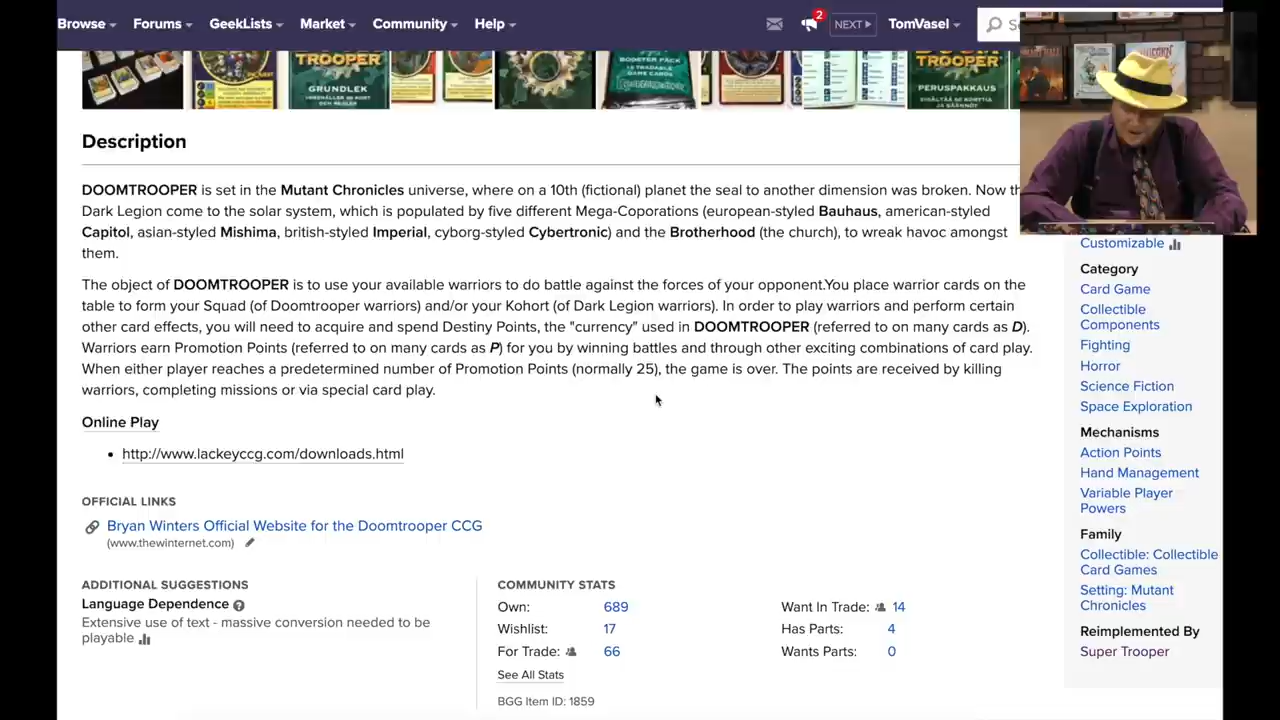 Browse Forums GeekLists Market Community Help 2 NEXT TomVasel
TROOPER
GRUNDLEK
BOOSTER PACK
TROOPER
PERUSPAKKAUS
Description
DOOMTROOPER is set in the Mutant Chronicles universe, where on a 10th (fictional) planet the seal to another dimension was broken. Now
Dark Legion come to the solar system, which is populated by five different Mega-Coporations (european-styled Bauhaus, american-styled
Capitol, asian-styled Mishima, british-styled Imperial, cyborg-styled Cybertronic) and the Brotherhood (the church), to wreak havoc amongst
them.
The object of DOOMTROOPER is to use your available warriors to do battle against the forces of your opponent.You place warrior cards on the
table to form your Squad (of Doomtrooper warriors) and/or your Kohort (of Dark Legion warriors). In order to play warriors and perform certain
other card effects, you will need to acquire and spend Destiny Points, the "currency" used in DOOMTROOPER (referred to on many cards as D).
Warriors earn Promotion Points (referred to on many cards as P) for you by winning battles and through other exciting combinations of card play.
When either player reaches a predetermined number of Promotion Points (normally 25), the game is over. The points are received by killing
warriors, completing missions or via special card play.
Online Play
• http://www.lackeyccg.com/downloads.html
OFFICIAL LINKS
Bryan Winters Official Website for the Doomtrooper CCG
(www.thewinternet.com)
ADDITIONAL SUGGESTIONS
Language Dependence ?
Extensive use of text - massive conversion needed to be
playable
COMMUNITY STATS
Own: 689
Wishlist: 17
For Trade: 66
See All Stats
BGG Item ID: 1859
Want In Trade: 14
Has Parts: 4
Wants Parts: 0
Customizable
Category
Card Game
Collectible
Components
Fighting
Horror
Science Fiction
Space Exploration
Mechanisms
Action Points
Hand Management
Variable Player
Powers
Family
Collectible: Collectible
Card Games
Setting: Mutant
Chronicles
Reimplemented By
Super Trooper